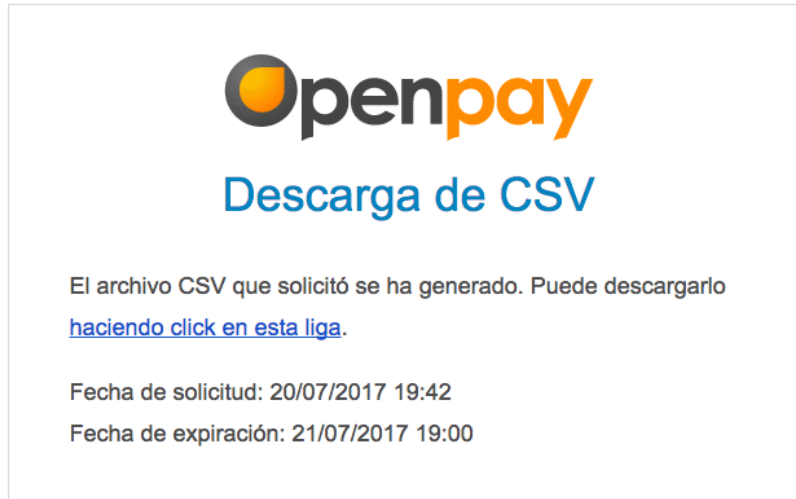 Openpay
Descarga de CSV
El archivo CSV que solicitó se ha generado. Puede descargarlo
haciendo click en esta liga.
Fecha de solicitud: 20/07/2017 19:42
Fecha de expiración: 21/07/2017 19:00